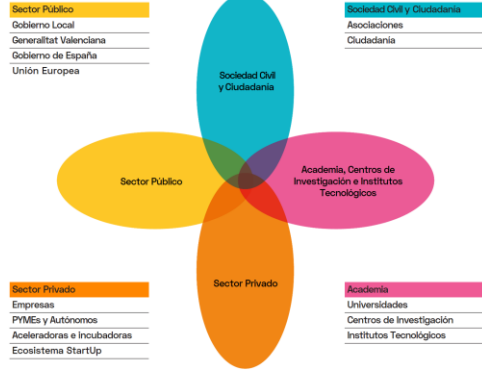 Sector Público
Gobierno Local
Generalitat Valenciana
Gobierno de España
Unión Europea
Sociedad Civil y Ciudadanía
Asociaciones
Ciudadanía
Sociedad Civil
y Ciudadanía
Sector Público
Academia, Centros de
Investigación e Institutos
Tecnológicos
Sector Privado
Sector Privado
Empresas
PYMEs y Autónomos
Aceleradoras e Incubadoras
Ecosistema StartUp
Academia
Universidades
Centros de Investigación
Institutos Tecnológicos